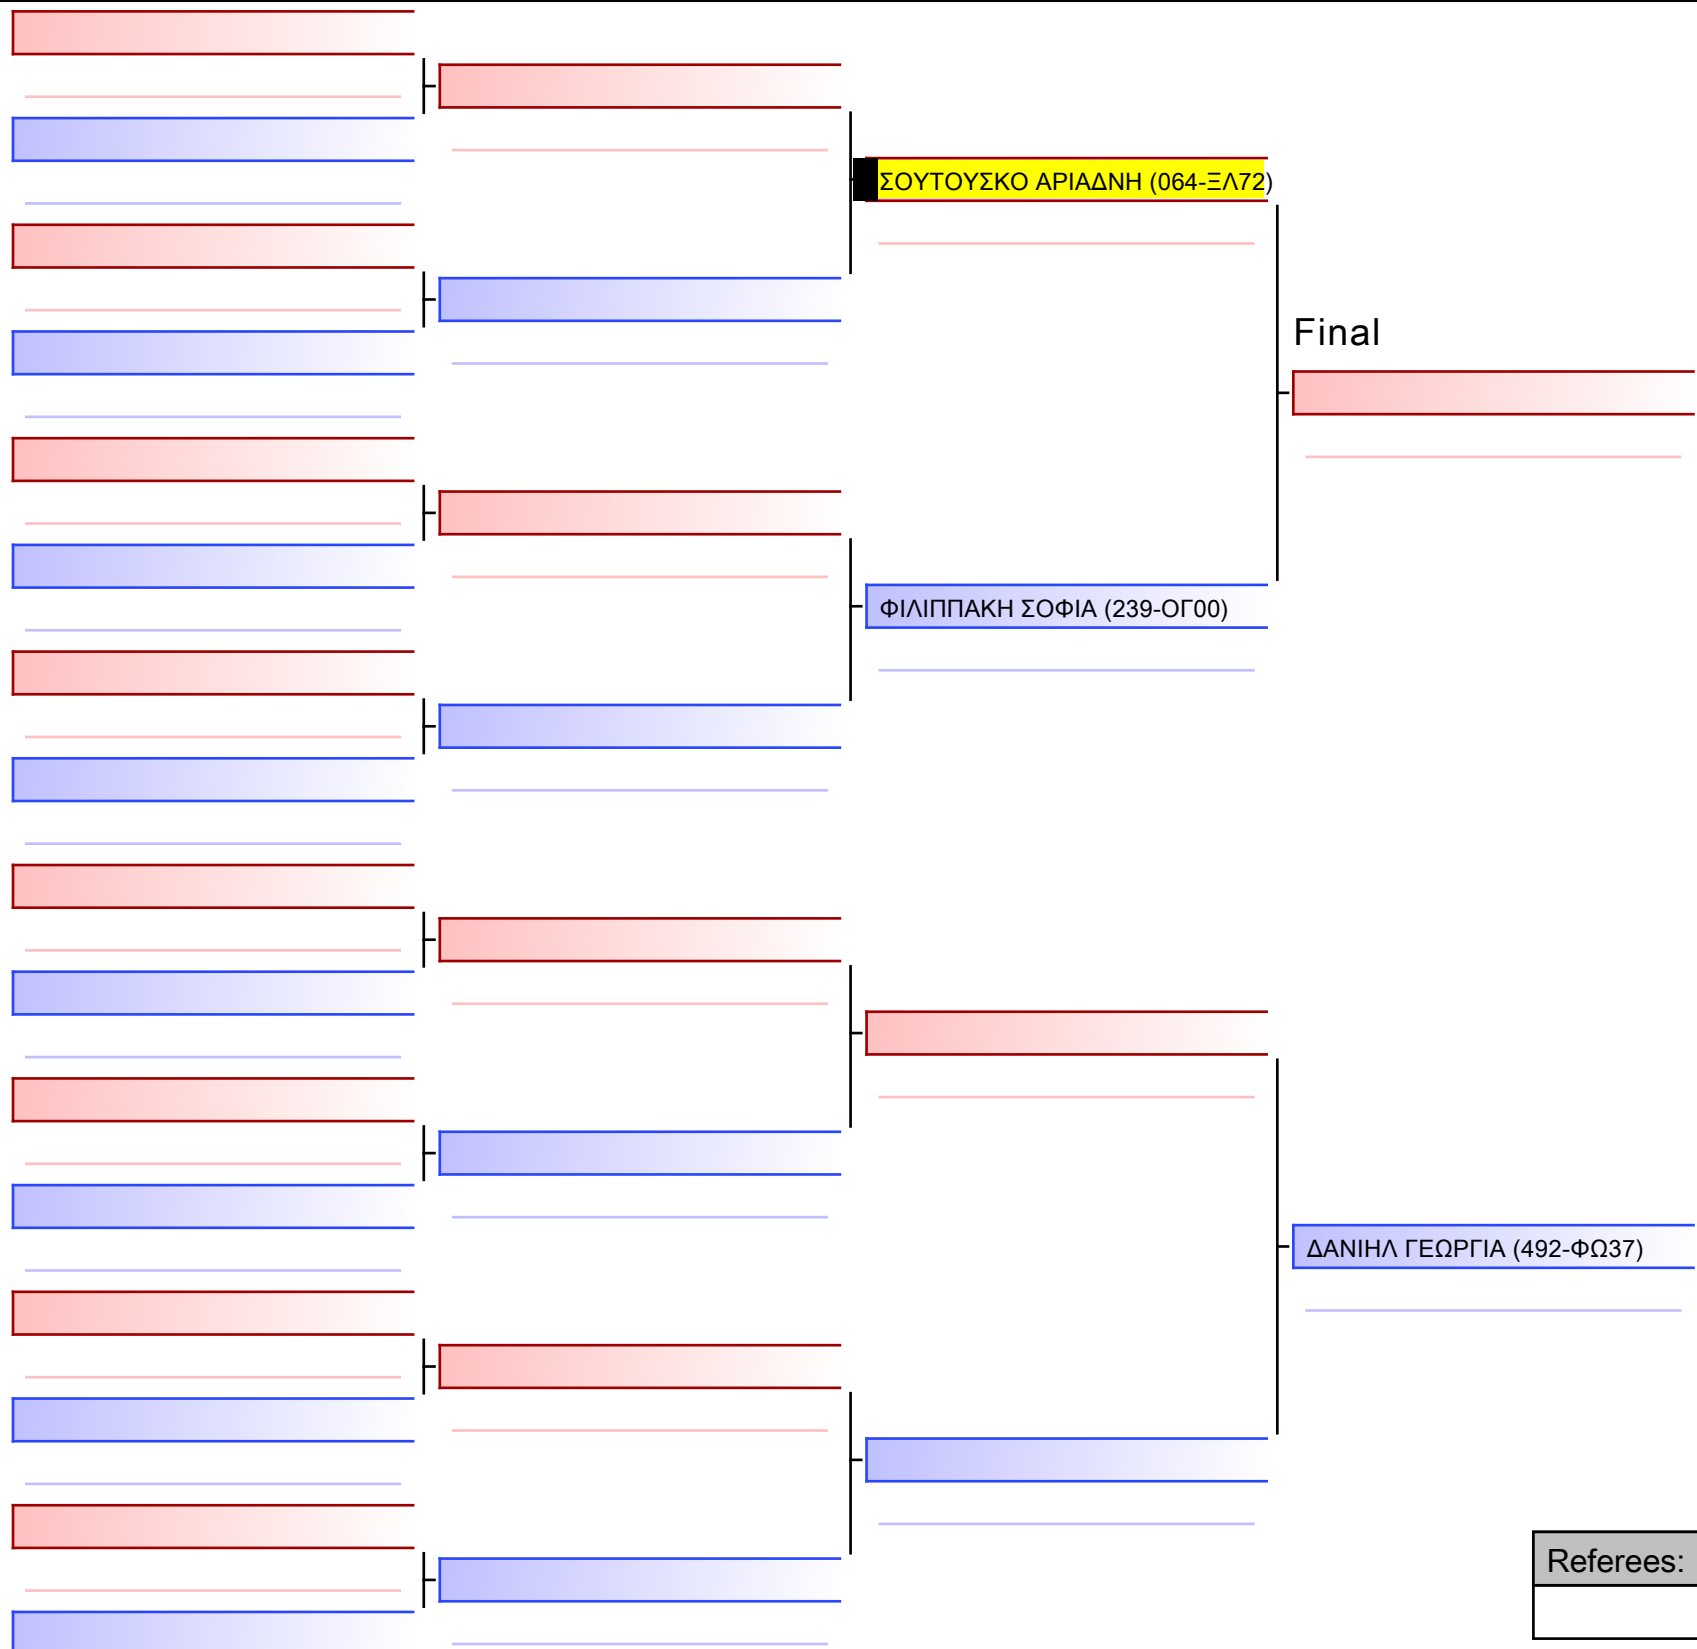 ΣΟΥΤΟΥΣΚΟ ΑΡΙΑΔΝΗ (064-ΞΛ72)
Final
ΦΙΛΙΠΠΑΚΗ ΣΟΦΙΑ (239-ΟΓ00)
ΔΑΝΙΗΛ ΓΕΩΡΓΙΑ (492-ΦΩ37)
Referees: